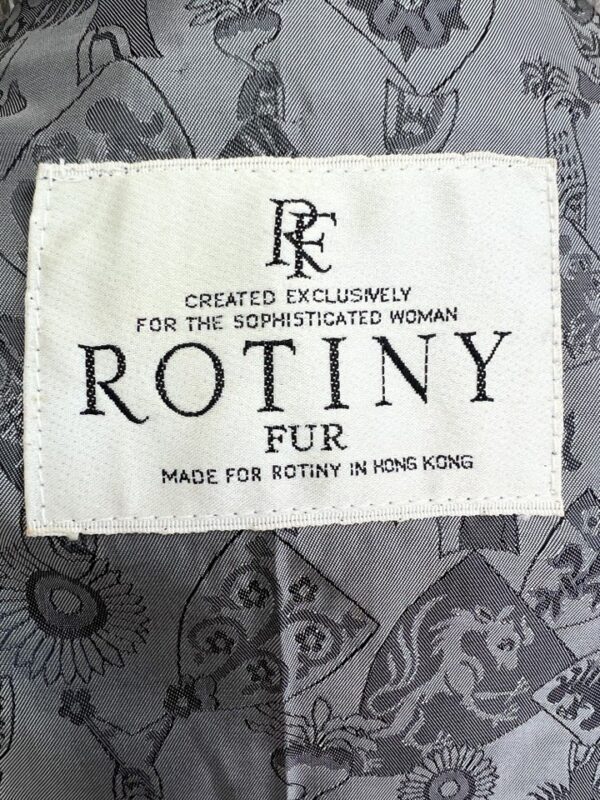 RF
CREATED EXCLUSIVELY
FOR THE SOPHISTICATED WOMAN
ROTINY
FUR
MADE FOR ROTINY IN HONG KONG